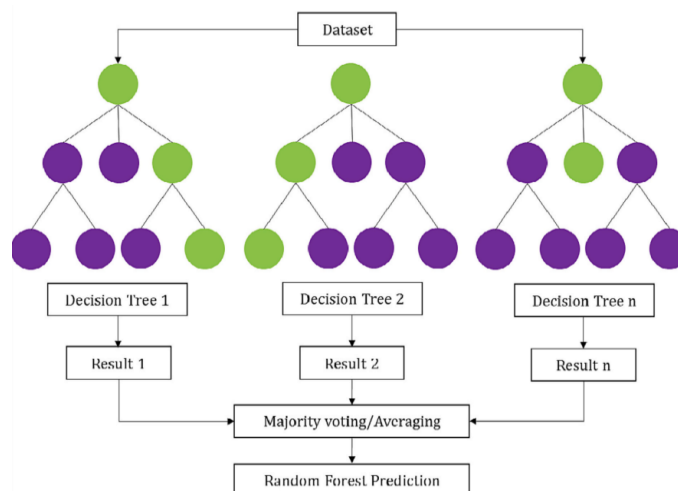 Dataset
Decision Tree 1
Decision Tree 2
Decision Tree n
Result 1
Result 2
Result n
Majority voting/Averaging
Random Forest Prediction